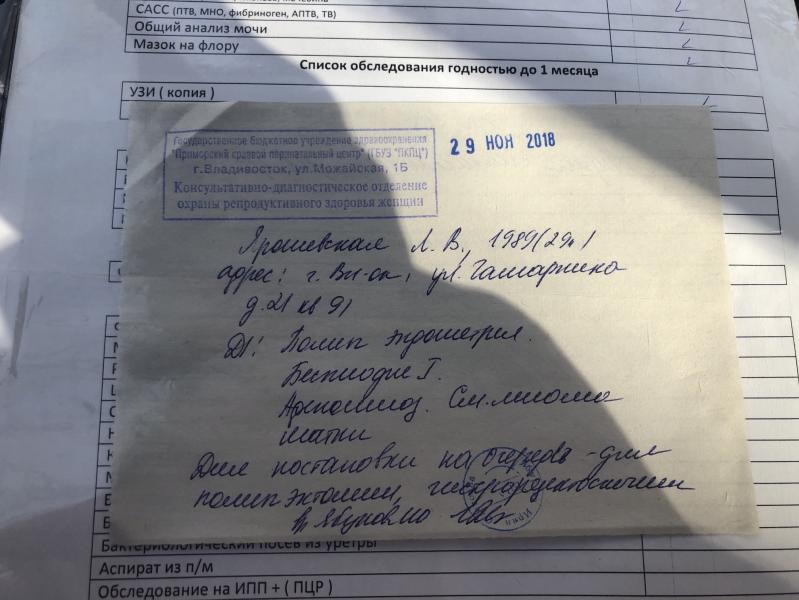 САСС (ПТВ, МНО, фибриноген, АПТВ, ТВ)
Общий анализ мочи
Мазок на флору
Список обследования годностью до 1 месяца
УЗИ ( копия )
Государственное бюджетное учреждение здравоохранения
"Приморский краевой перинатальный центр" (ГБУЗ "ПКПЦ")
г.Владивосток, ул.Можайская, 1Б
Консультативно-диагностическое отделение
охраны репродуктивного здоровья женщин
29 НОЯ 2018
Ярошевская Л. В., 1989 (29л)
адрес: г. Вл-ок, ул.
д.21 кв 91
Ds: Полип эндометрия.
Бесплодие I.
Аденомиоз. См. миома
матки
Для постановки на очередь - для
полипэктомии,
Бактериологический посев из уретры
Аспират из п/м
Обследование на ИПП + ( ПЦР )